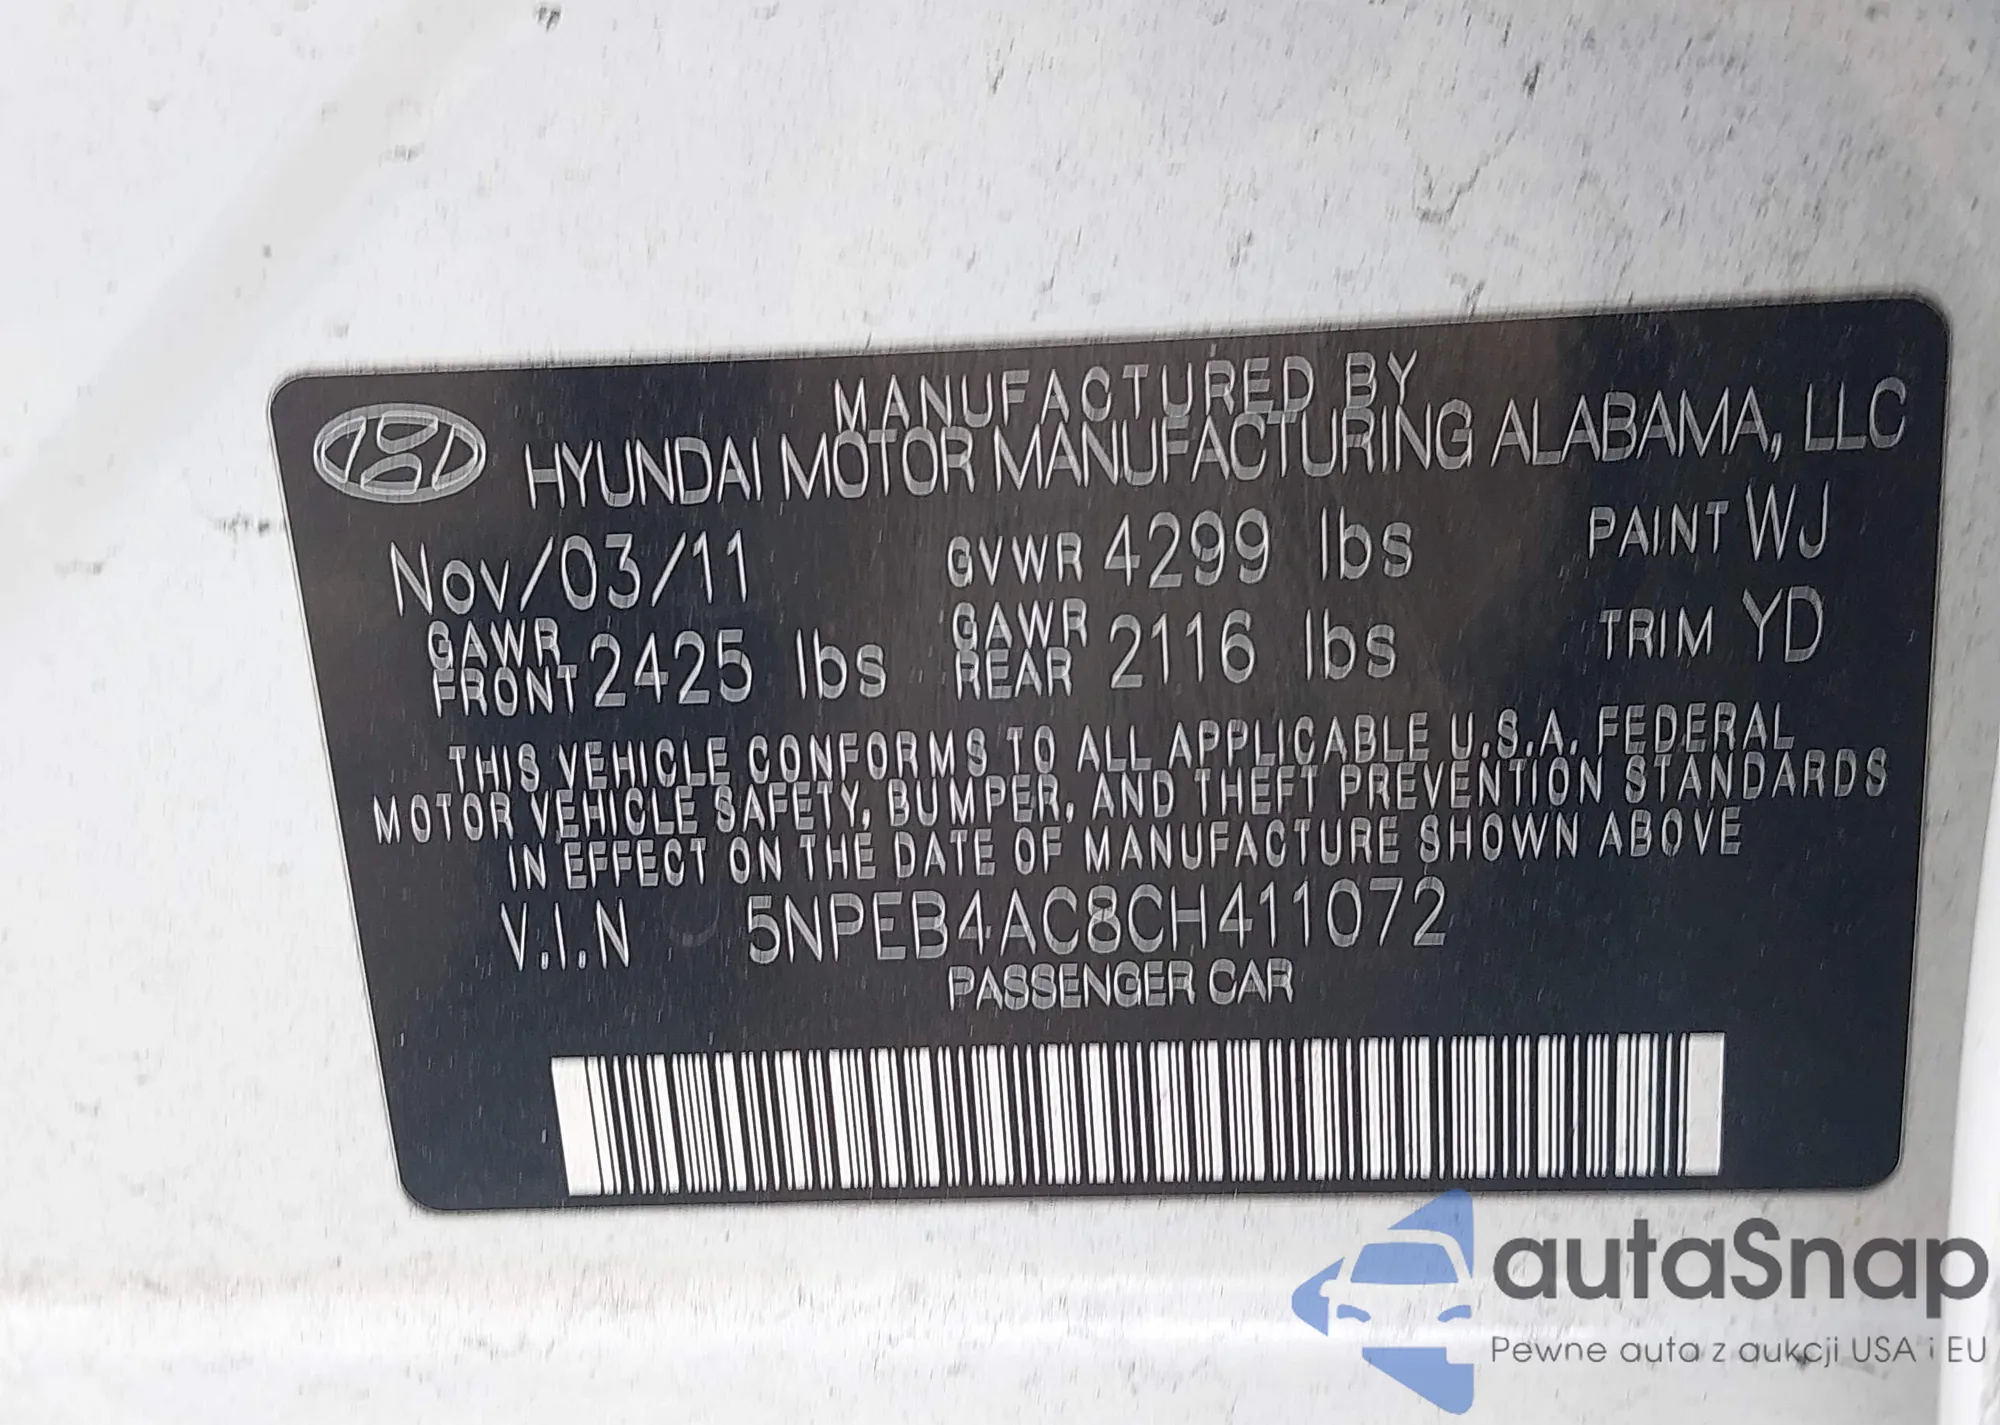 MANUFACTURED BY
HYUNDAI MOTOR MANUFACTURING ALABAMA, LLC
Nov/03/11 GVWR 4299 lbs PAINT WJ
GAWR FRONT 2425 lbs GAWR REAR 2116 lbs TRIM YD
THIS VEHICLE CONFORMS TO ALL APPLICABLE U.S.A. FEDERAL
MOTOR VEHICLE SAFETY, BUMPER, AND THEFT PREVENTION STANDARDS
IN EFFECT ON THE DATE OF MANUFACTURE SHOWN ABOVE
V.I.N 5NPEB4AC8CH411072
PASSENGER CAR
autaSnap
Pewne auta z aukcji USA i EU